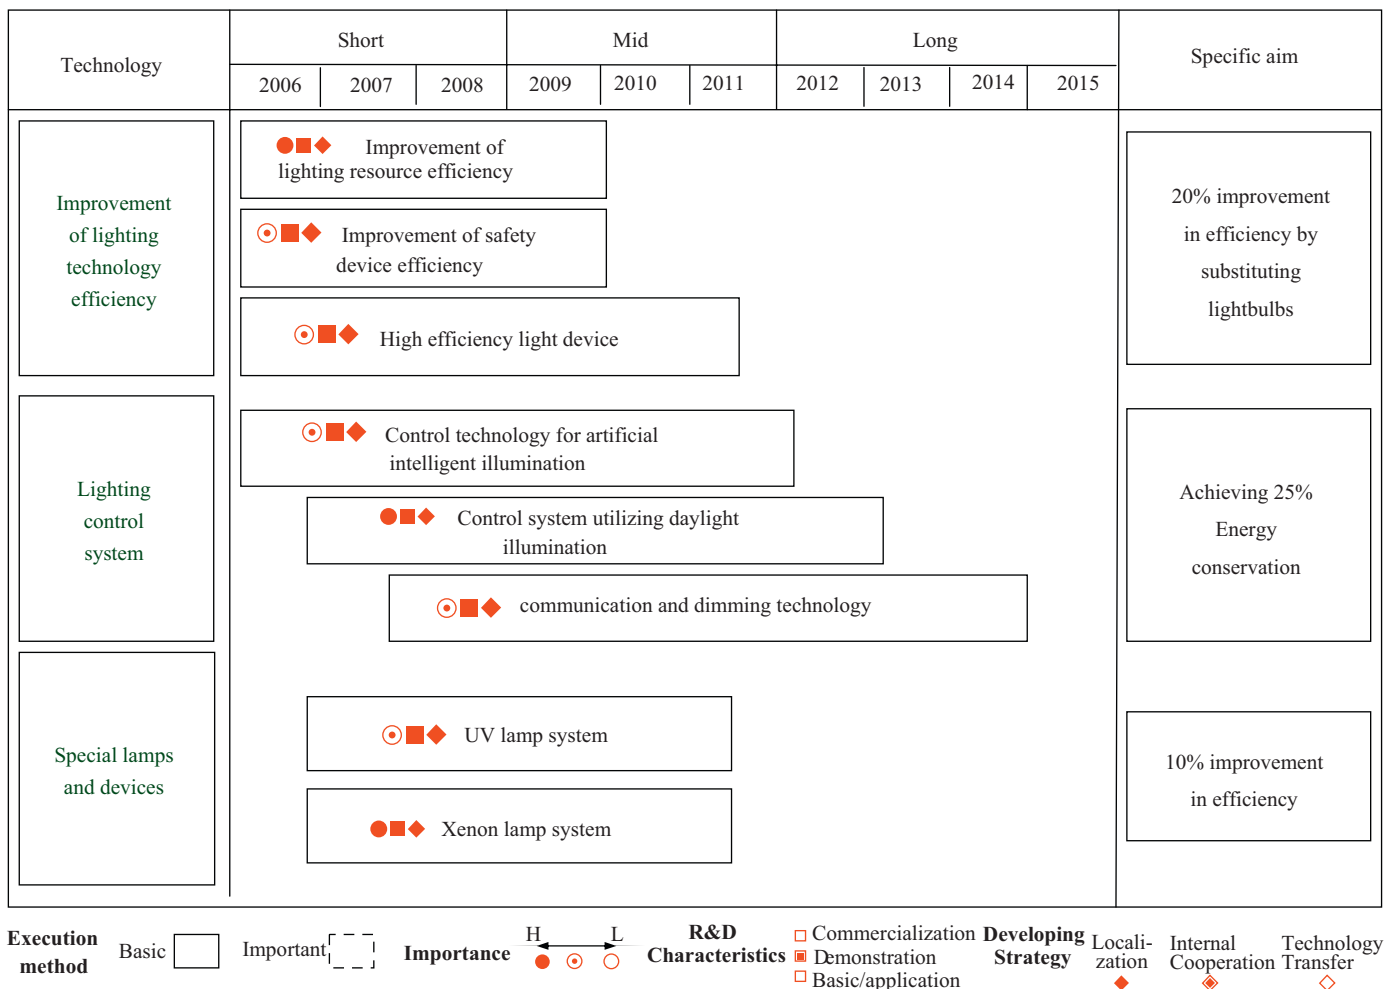 Technology
Short
Mid
Long
Specific aim
2006
2007
2008
2009
2010
2011
2012
2013
2014
2015
Improvement
of lighting
technology
efficiency
Improvement of
lighting resource efficiency
Improvement of safety
device efficiency
High efficiency light device
20% improvement
in efficiency by
substituting
lightbulbs
Lighting
control
system
Control technology for artificial
intelligent illumination
Control system utilizing daylight
illumination
communication and dimming technology
Achieving 25%
Energy
conservation
Special lamps
and devices
UV lamp system
Xenon lamp system
10% improvement
in efficiency
Execution
method
Basic
Important
Importance
H
L
R&D
Characteristics
Commercialization
Demonstration
Basic/application
Developing
Strategy
Locali-
zation
Internal
Cooperation
Technology
Transfer